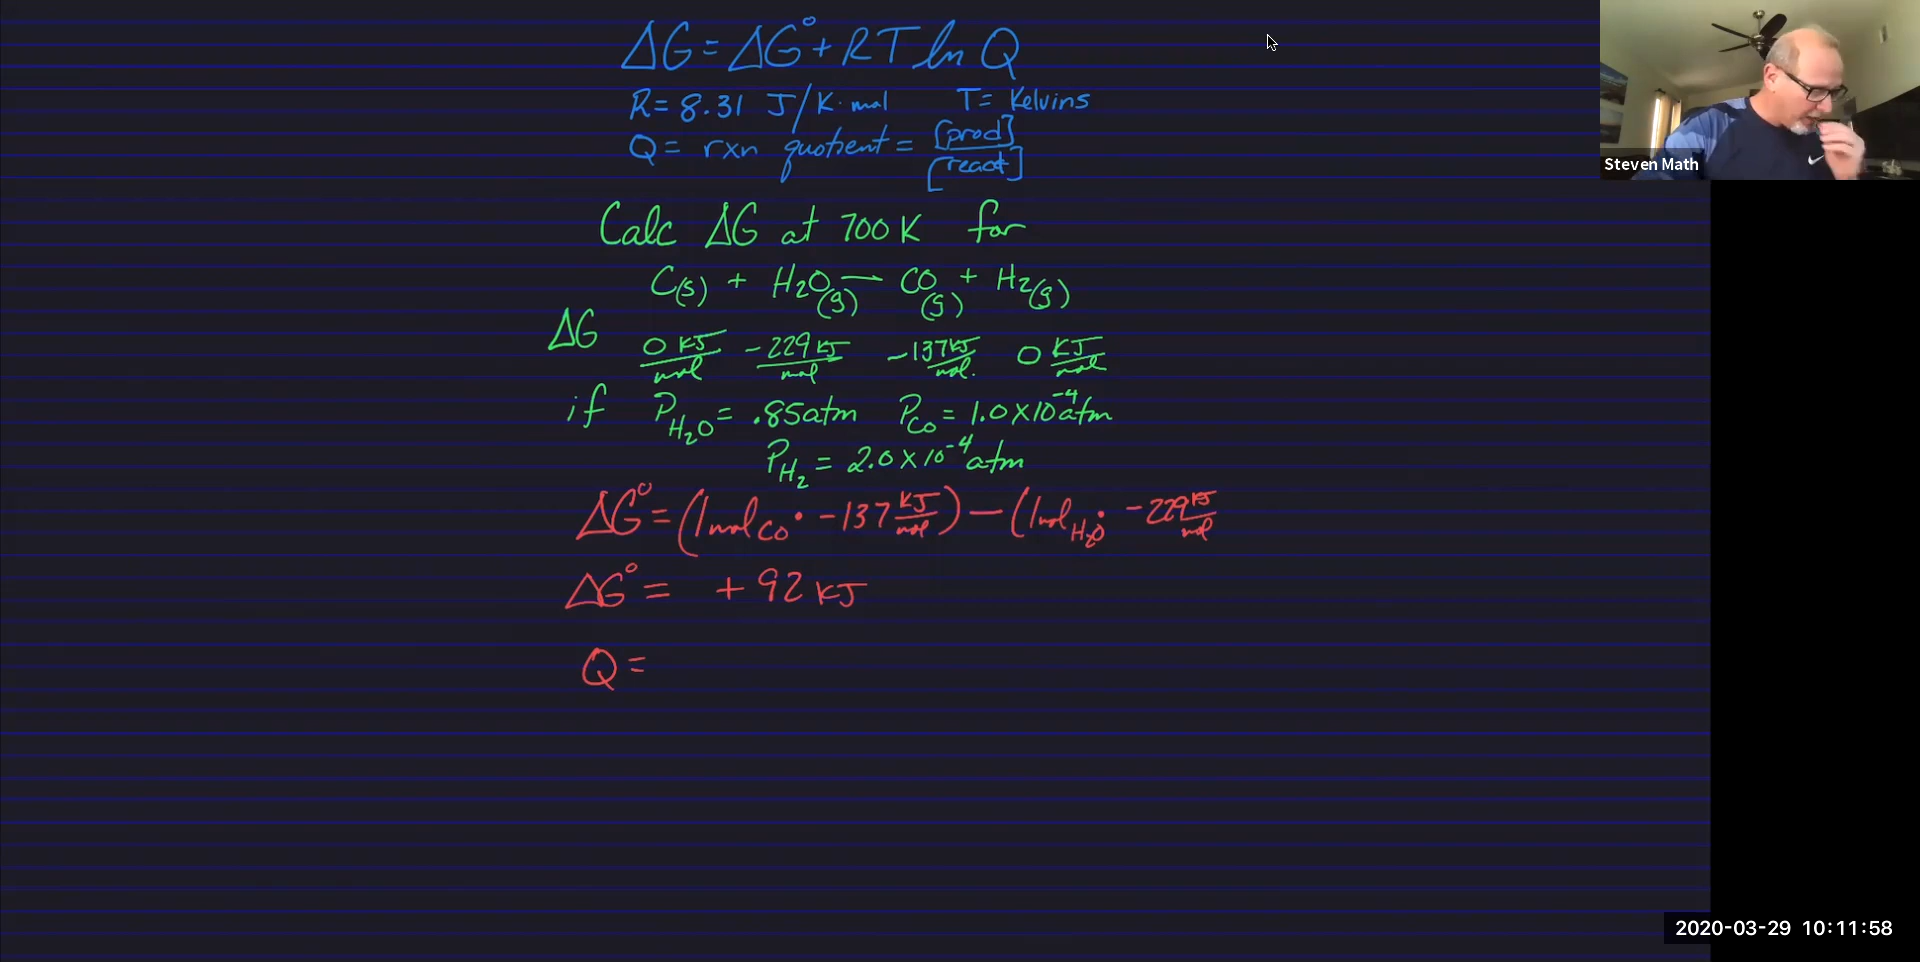 ΔG = ΔG° + RT ln Q
R = 8.31 J/K·mol T = Kelvins
Q = rxn quotient = [prod]/[react]
Calc ΔG at 700 K for
C(s) + H2O(g) — CO(g) + H2(g)
ΔG 0 KJ/mol -229 KJ/mol -137 KJ/mol. 0 KJ/mol
if P H2O = .85atm P CO = 1.0 X 10^-4 atm
P H2 = 2.0 X 10^-4 atm
ΔG° = (1mol CO · -137 KJ/mol) - (1mol H2O · -229 KJ/mol
ΔG° = + 92 KJ
Q =
Steven Math
2020-03-29 10:11:58